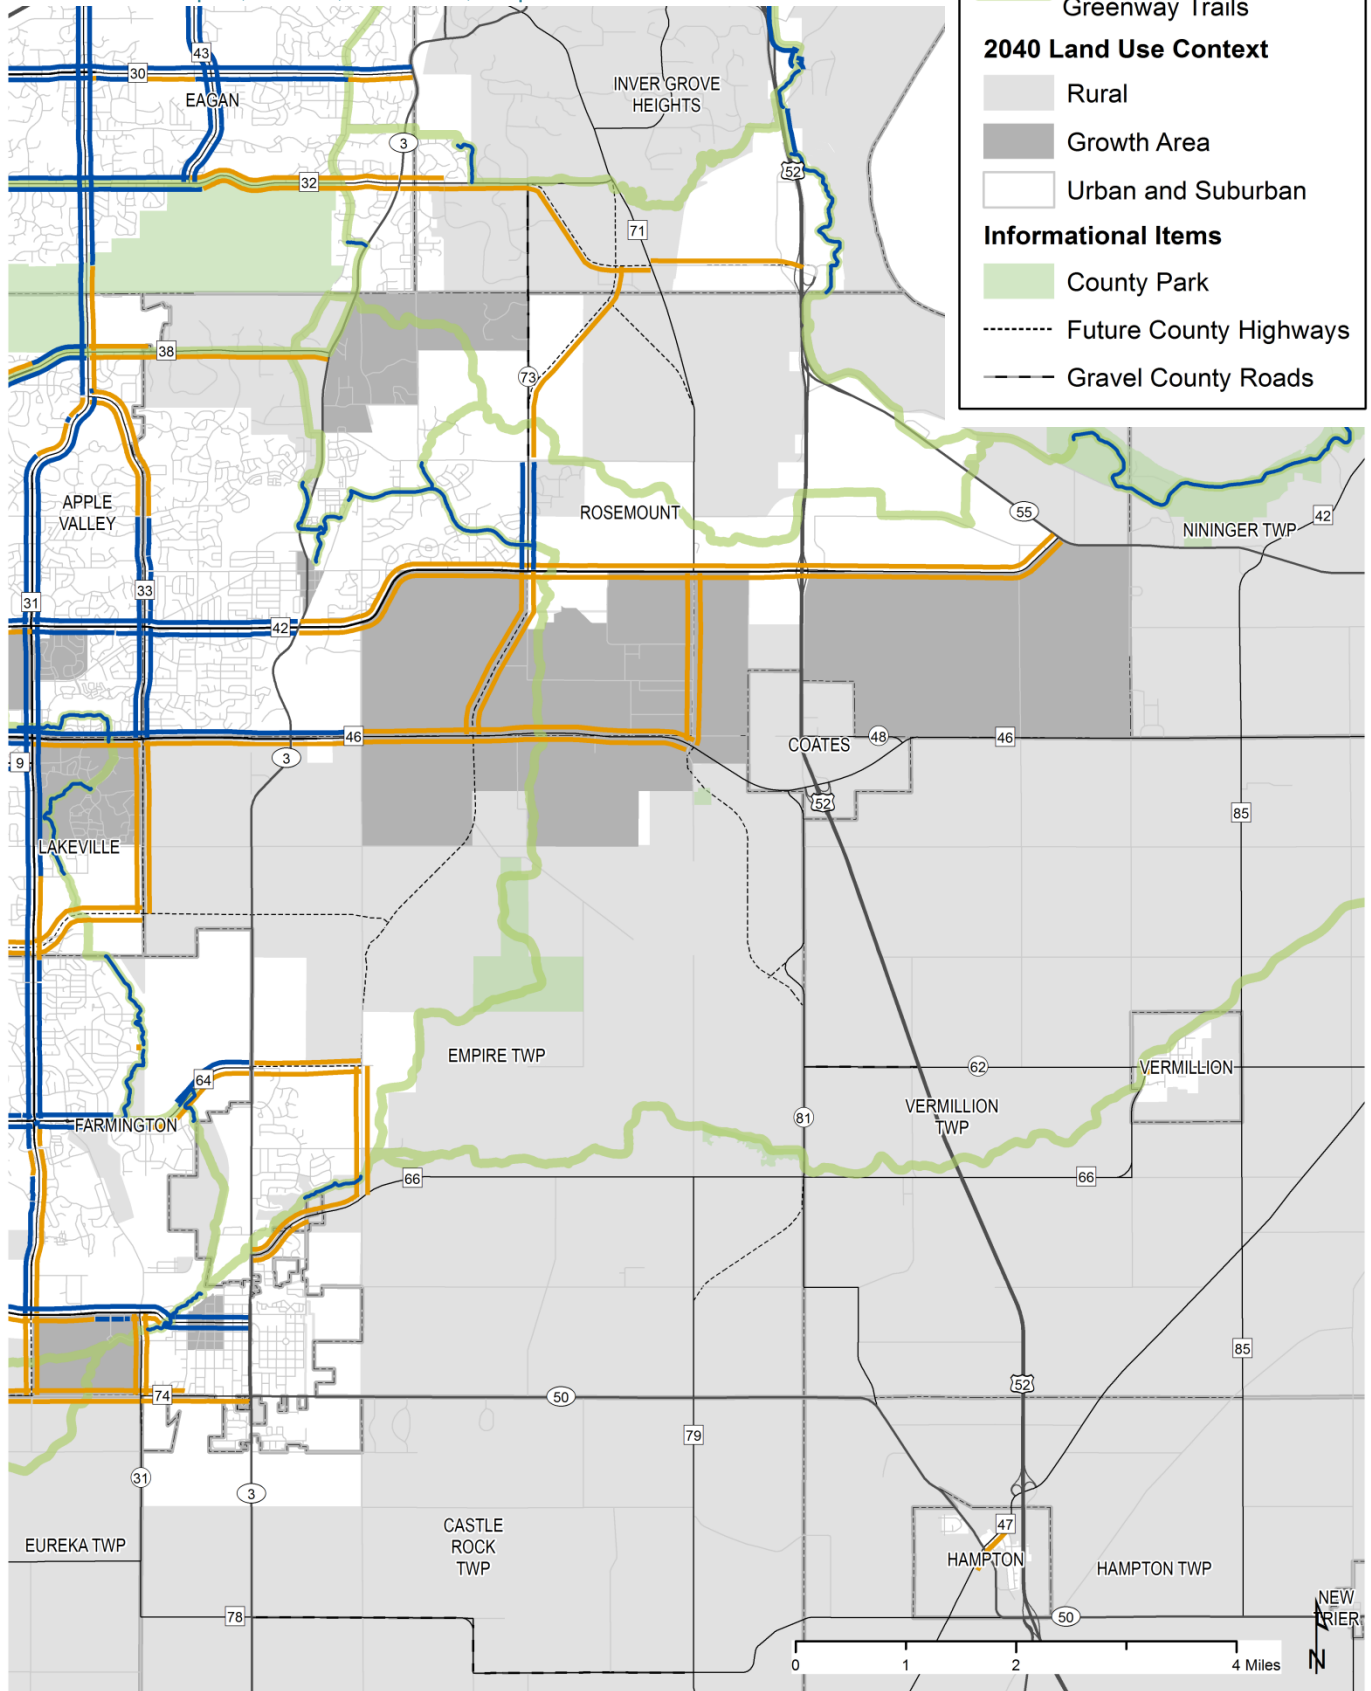 Greenway Trails
2040 Land Use Context
Rural
Growth Area
Urban and Suburban
Informational Items
County Park
Future County Highways
Gravel County Roads
43
30
EAGAN
INVER GROVE
HEIGHTS
3
52
32
71
38
73
APPLE
VALLEY
ROSEMOUNT
55
NININGER TWP
42
31
33
42
46
3
9
COATES
48
46
52
85
LAKEVILLE
EMPIRE TWP
64
62
VERMILLION
FARMINGTON
81
VERMILLION
TWP
66
66
85
74
50
52
79
31
3
47
EUREKA TWP
CASTLE
ROCK
TWP
HAMPTON
HAMPTON TWP
NEW
TRIER
78
50
0
1
2
4 Miles
N